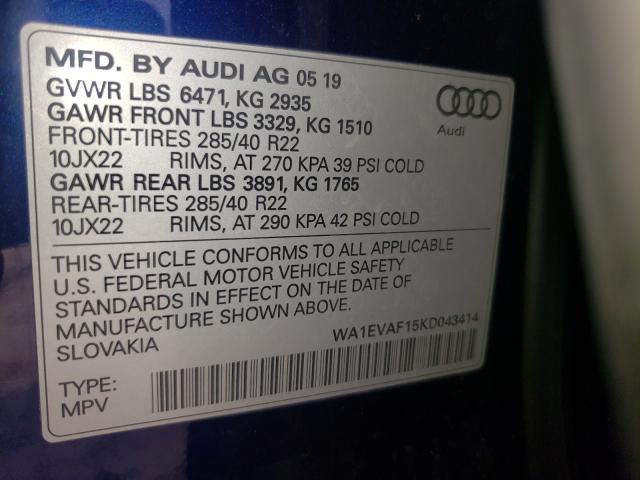 MFD. BY AUDI AG 05 19
GVWR LBS 6471, KG 2935
GAWR FRONT LBS 3329, KG 1510
FRONT-TIRES 285/40 R22
10JX22 RIMS, AT 270 KPA 39 PSI COLD
GAWR REAR LBS 3891, KG 1765
REAR-TIRES 285/40 R22
10JX22 RIMS, AT 290 KPA 42 PSI COLD
Audi
THIS VEHICLE CONFORMS TO ALL APPLICABLE
U.S. FEDERAL MOTOR VEHICLE SAFETY
STANDARDS IN EFFECT ON THE DATE OF
MANUFACTURE SHOWN ABOVE.
SLOVAKIA
WA1EVAF15KD043414
TYPE:
MPV